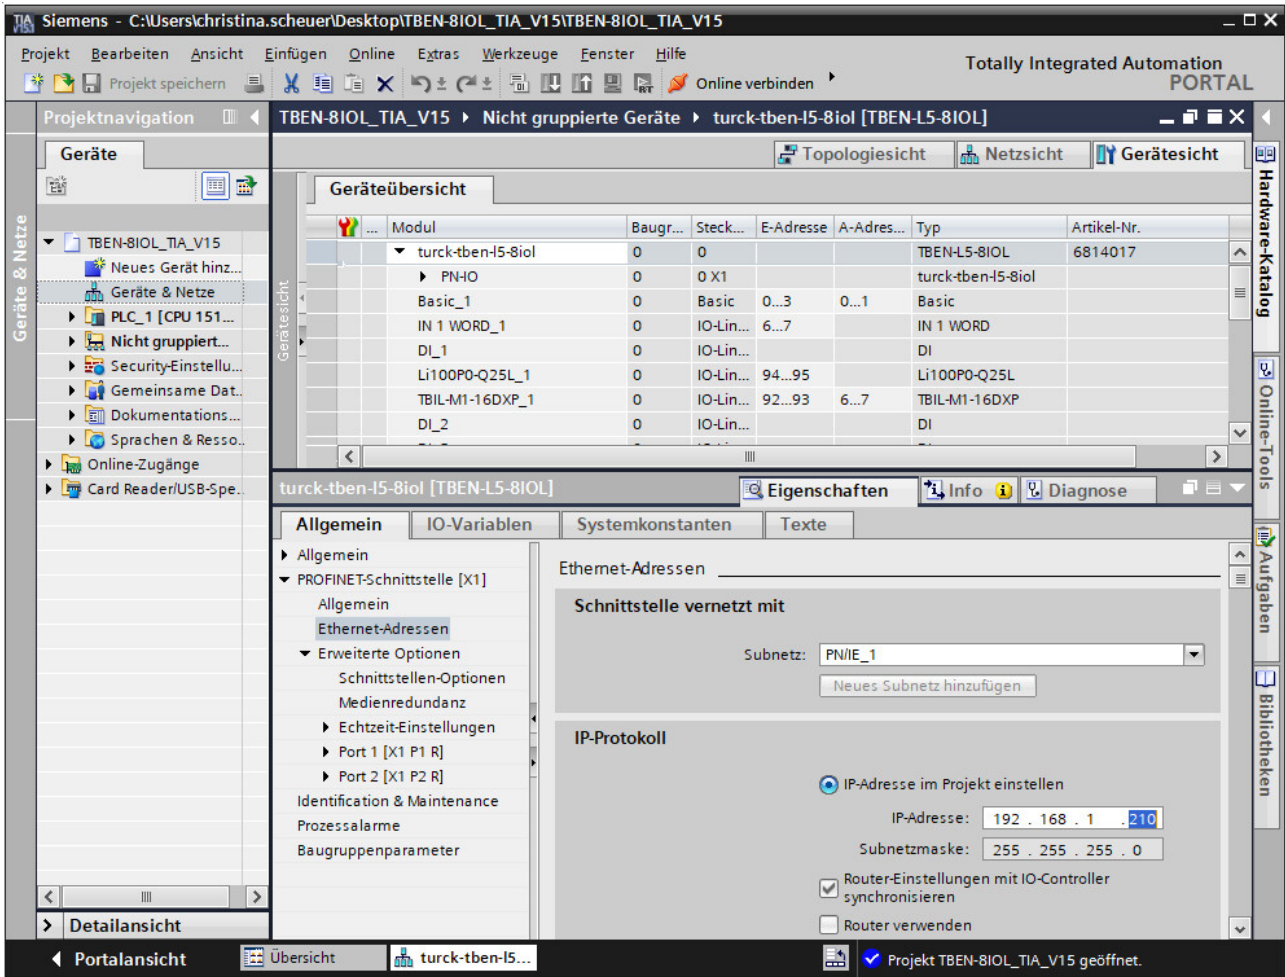 Siemens - C:\Users\christina.scheuer\Desktop\TBEN-8IOL_TIA_V15\TBEN-8IOL_TIA_V15
Projekt Bearbeiten Ansicht Einfügen Online Extras Werkzeuge Fenster Hilfe
Totally Integrated Automation
PORTAL
Projekt speichern
Online verbinden
Projektnavigation
TBEN-8IOL_TIA_V15 Nicht gruppierte Geräte turck-tben-l5-8iol [TBEN-L5-8IOL]
Geräte
Topologiesicht Netzsicht Gerätesicht
Geräteübersicht
... Modul Baugr... Steck... E-Adresse A-Adres... Typ Artikel-Nr.
turck-tben-l5-8iol 0 0 TBEN-L5-8IOL 6814017
PN-IO 0 0 X1 turck-tben-l5-8iol
Basic_1 0 Basic 0...3 0...1 Basic
IN 1 WORD_1 0 IO-Lin... 6...7 IN 1 WORD
DI_1 0 IO-Lin... DI
Li100P0-Q25L_1 0 IO-Lin... 94...95 Li100P0-Q25L
TBIL-M1-16DXP_1 0 IO-Lin... 92...93 6...7 TBIL-M1-16DXP
DI_2 0 IO-Lin... DI
TBEN-8IOL_TIA_V15
Neues Gerät hinz...
Geräte & Netze
PLC_1 [CPU 151...
Nicht gruppiert...
Security-Einstellu...
Gemeinsame Dat..
Dokumentations...
Sprachen & Resso..
Online-Zugänge
Card Reader/USB-Spe..
Geräte & Netze
Gerätesicht
Hardware-Katalog
Online-Tools
Aufgaben
Bibliotheken
turck-tben-l5-8iol [TBEN-L5-8IOL]
Eigenschaften Info Diagnose
Allgemein IO-Variablen Systemkonstanten Texte
Allgemein
PROFINET-Schnittstelle [X1]
Allgemein
Ethernet-Adressen
Erweiterte Optionen
Schnittstellen-Optionen
Medienredundanz
Echtzeit-Einstellungen
Port 1 [X1 P1 R]
Port 2 [X1 P2 R]
Identification & Maintenance
Prozessalarme
Baugruppenparameter
Ethernet-Adressen
Schnittstelle vernetzt mit
Subnetz: PN/IE_1
Neues Subnetz hinzufügen
IP-Protokoll
IP-Adresse im Projekt einstellen
IP-Adresse: 192 . 168 . 1 . 210
Subnetzmaske: 255 . 255 . 255 . 0
Router-Einstellungen mit IO-Controller
synchronisieren
Router verwenden
Detailansicht
Portalansicht
Übersicht
turck-tben-l5...
Projekt TBEN-8IOL_TIA_V15 geöffnet.